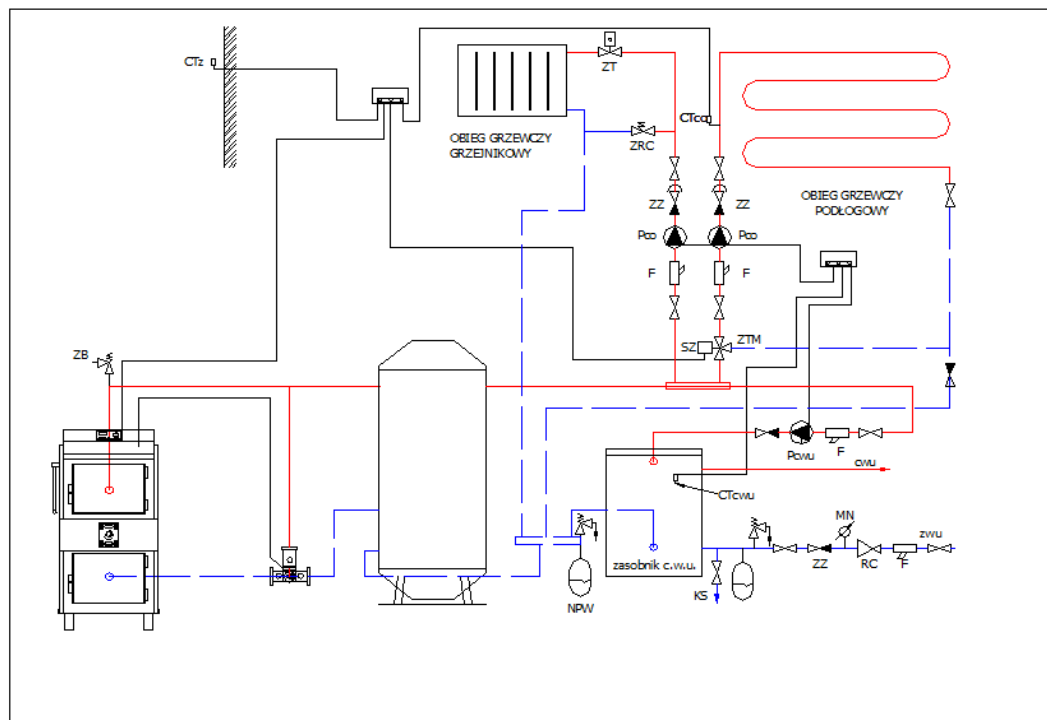 CTz
ZT
CTco
OBIEG GRZEWCZY
GRZEJNIKOWY
ZRC
OBIEG GRZEWCZY
PODŁOGOWY
ZZ
ZZ
Pco
Pco
F
F
SZ
ZTM
ZB
Pcwu
F
cwu
CTcwu
MN
zwu
zasobnik c.w.u.
ZZ
RC
F
KS
NPW